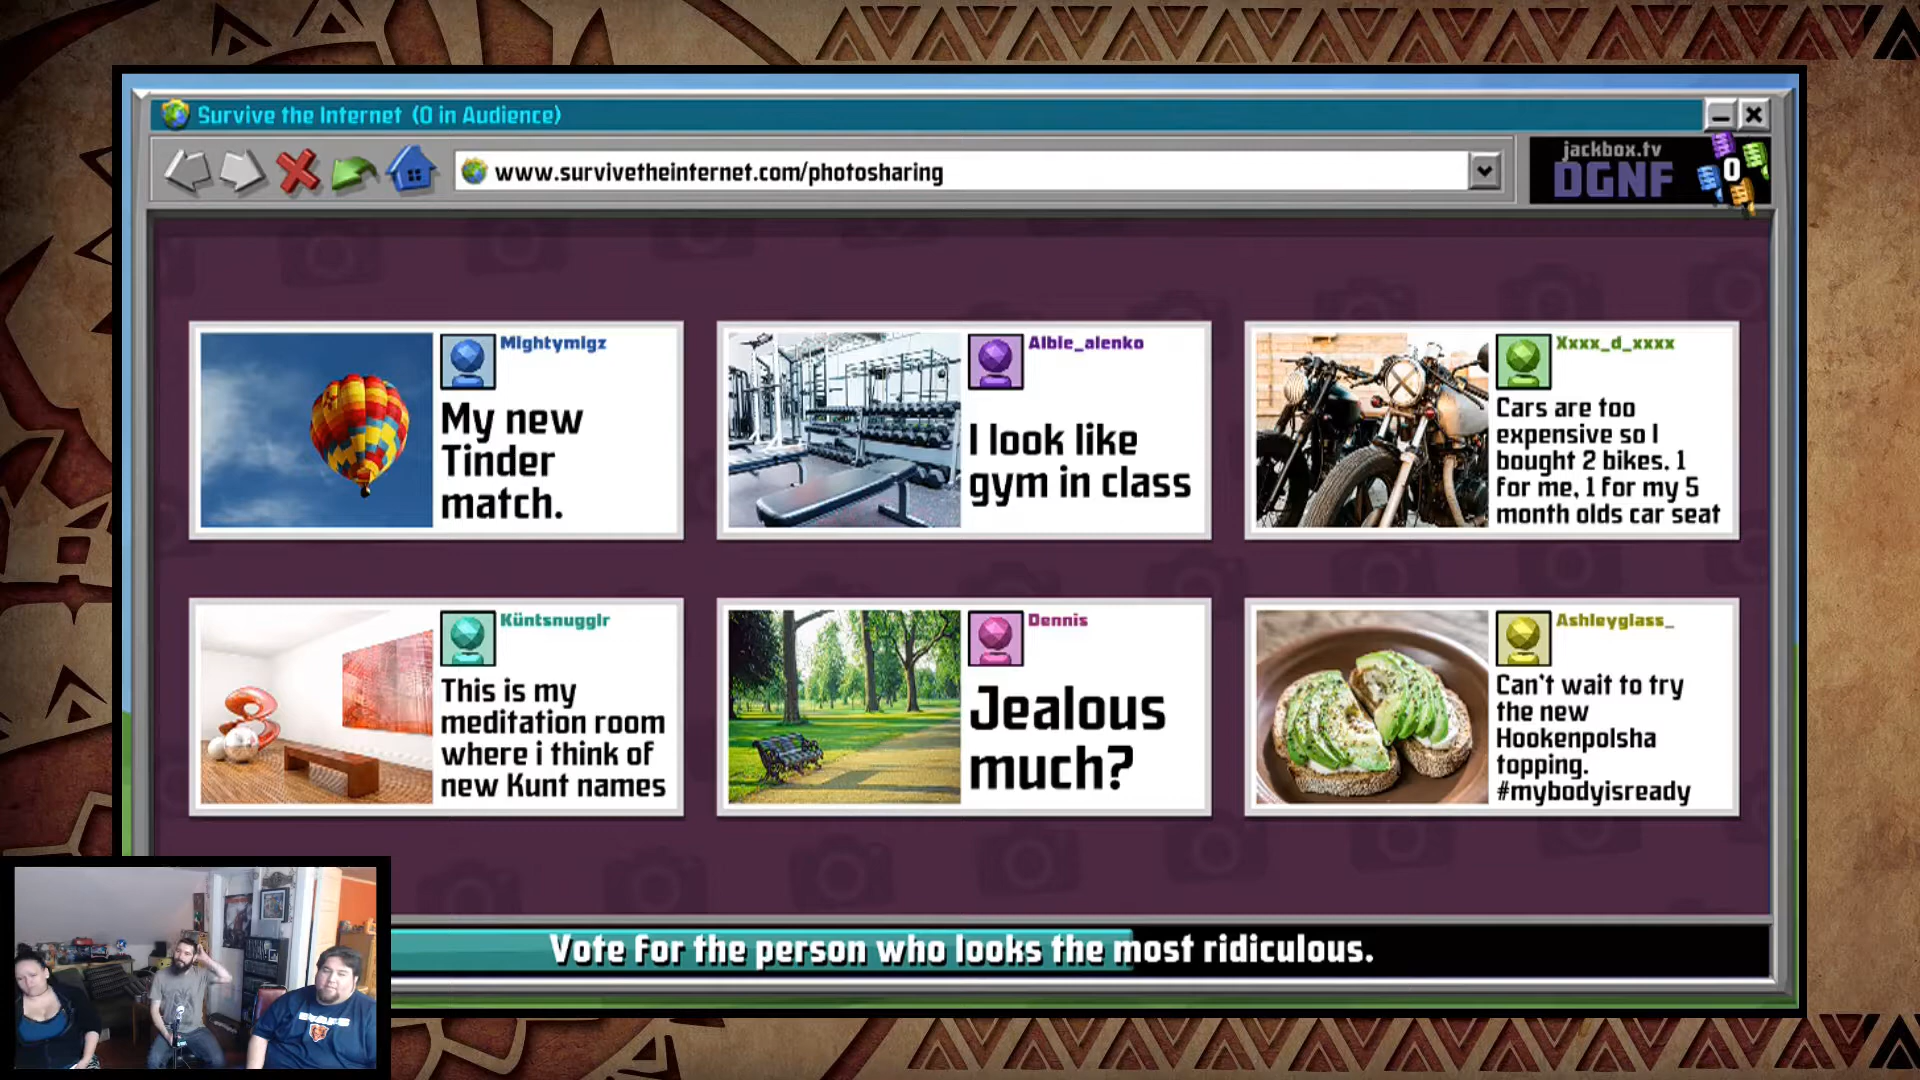 Survive the Internet (0 in Audience)
www.survivetheinternet.com/photosharing
jackbox.tv
DGNF
0
Mightymigz
My new
Tinder
match.
Albie_alenko
I look like
gym in class
Xxxx_d_xxxx
Cars are too
expensive so I
bought 2 bikes. 1
for me, 1 for my 5
month olds car seat
Küntsnugglr
This is my
meditation room
where i think of
new Kunt names
Dennis
Jealous
much?
Ashleyglass_
Can't wait to try
the new
Hookenpolsha
topping.
#mybodyisready
Vote for the person who looks the most ridiculous.
BEARS